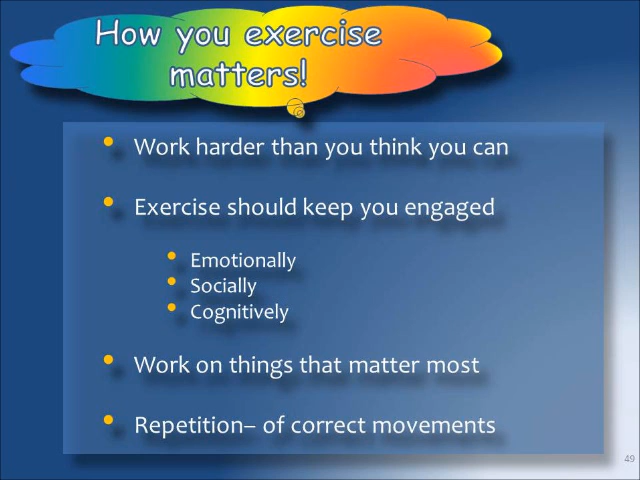 How you exercise
matters!
• Work harder than you think you can
• Exercise should keep you engaged
• Emotionally
• Socially
• Cognitively
• Work on things that matter most
• Repetition– of correct movements
49